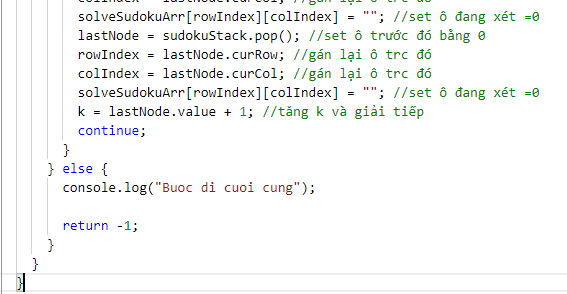 colIndex = lastNode.curCol; //gán lại ô trc đó
solveSudokuArr[rowIndex][colIndex] = ""; //set ô đang xét =0
lastNode = sudokuStack.pop(); //set ô trước đó bằng 0
rowIndex = lastNode.curRow; //gán lại ô trc đó
colIndex = lastNode.curCol; //gán lại ô trc đó
solveSudokuArr[rowIndex][colIndex] = ""; //set ô đang xét =0
k = lastNode.value + 1; //tăng k và giải tiếp
continue;
}
} else {
console.log("Buoc di cuoi cung");
return -1;
}
}
}